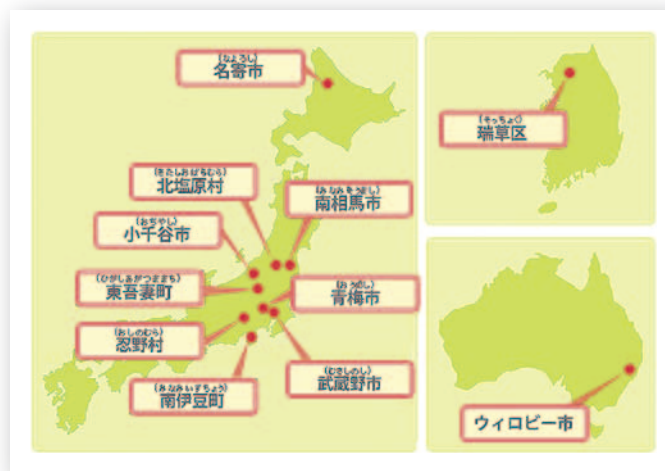 (なよろし)
名寄市
(きたしおばらむら)
北塩原村
(みなみそうまし)
南相馬市
(おぢやし)
小千谷市
(ひがしあがつままち)
東吾妻町
(おうめし)
青梅市
(おしのむら)
忍野村
(むさしのし)
武蔵野市
(みなみいずちょう)
南伊豆町
(そっちょく)
瑞草区
ウィロビー市